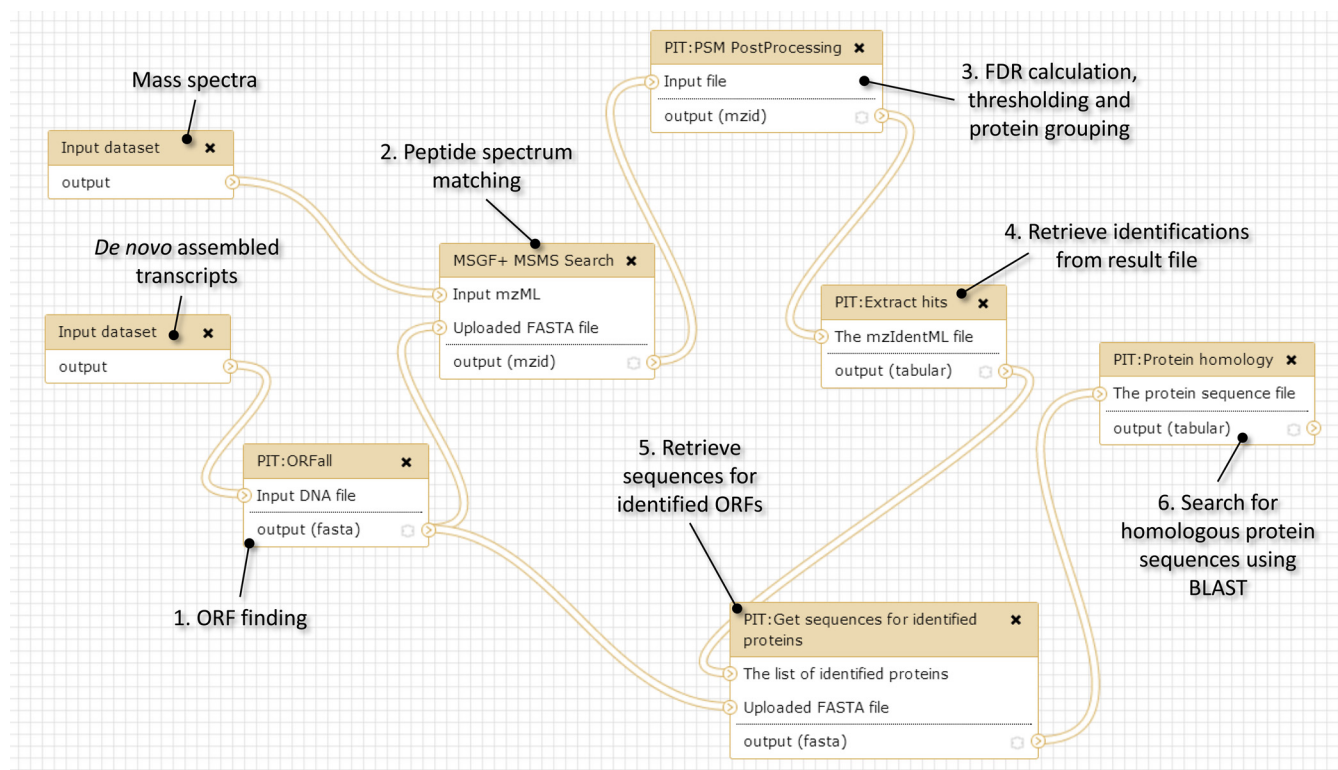 Mass spectra
Input dataset
output
De novo assembled
transcripts
Input dataset
output
1. ORF finding
PIT:ORFall
Input DNA file
output (fasta)
2. Peptide spectrum
matching
MSGF+ MSMS Search
Input mzML
Uploaded FASTA file
output (mzid)
PIT:PSM PostProcessing
Input file
output (mzid)
3. FDR calculation,
thresholding and
protein grouping
4. Retrieve identifications
from result file
PIT:Extract hits
The mzIdentML file
output (tabular)
5. Retrieve
sequences for
identified ORFs
PIT:Get sequences for identified
proteins
The list of identified proteins
Uploaded FASTA file
output (fasta)
PIT:Protein homology
The protein sequence file
output (tabular)
6. Search for
homologous protein
sequences using
BLAST